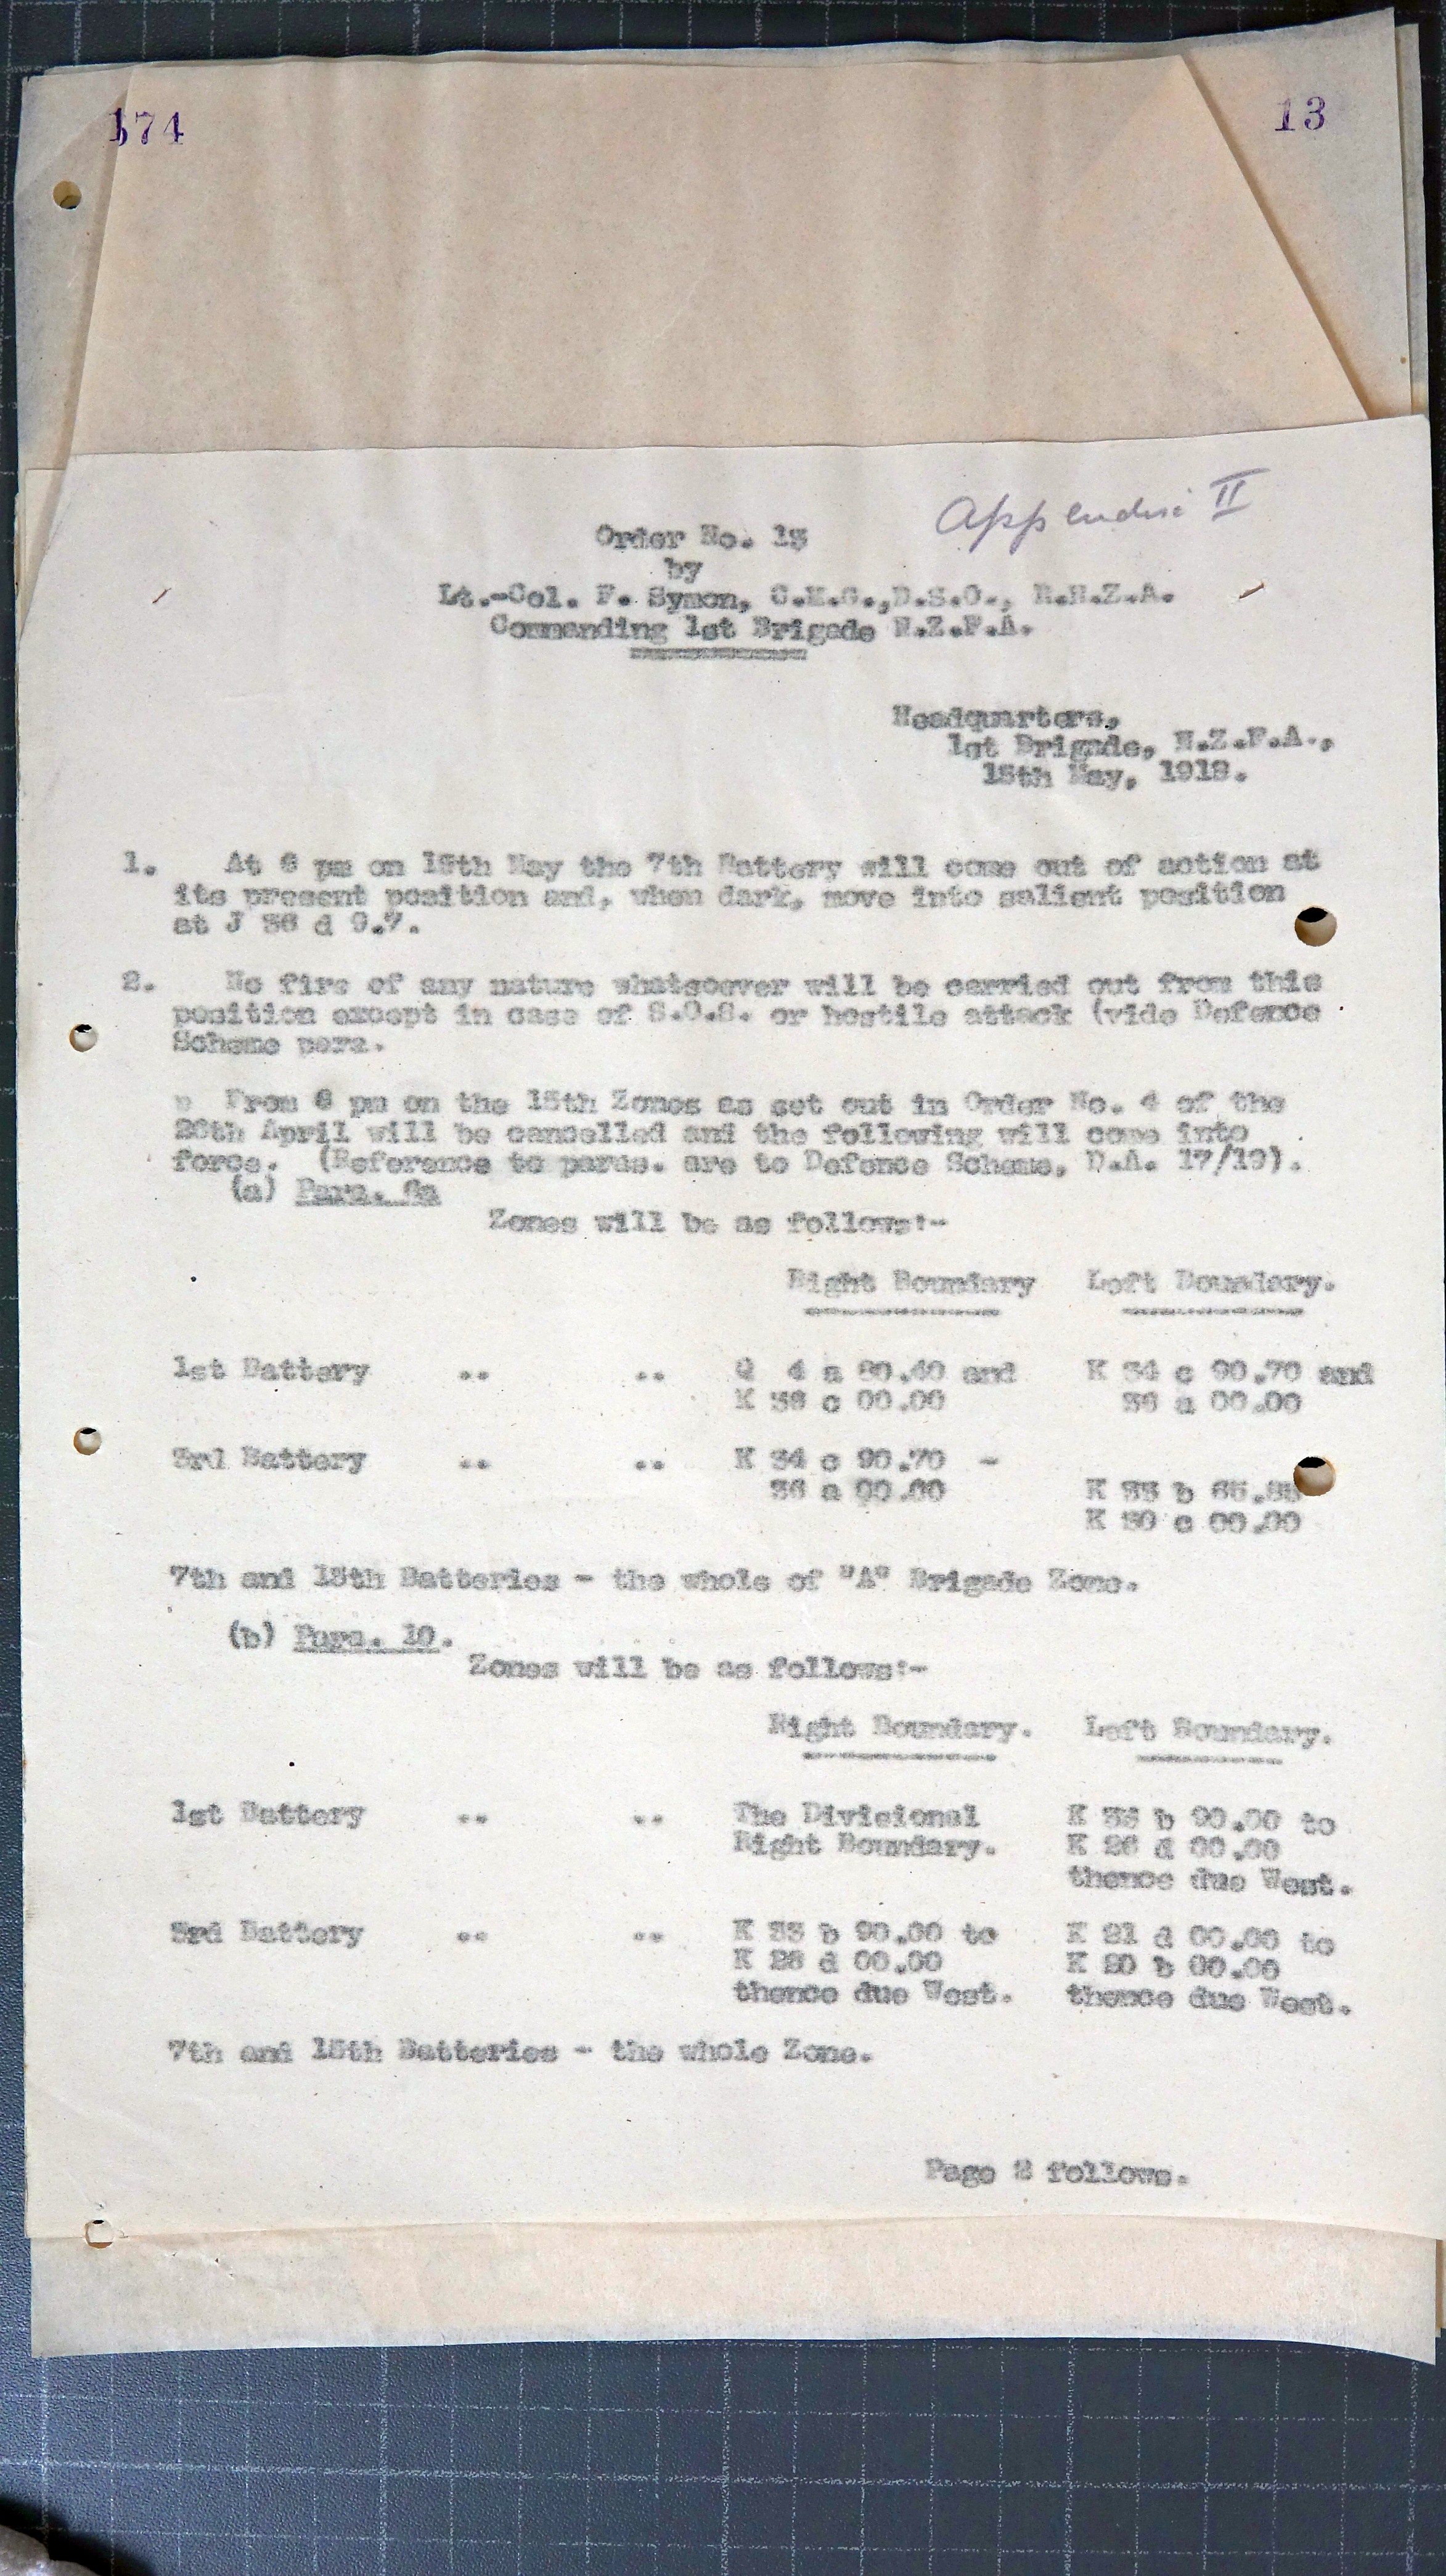 174
13
Appendix II
Order No. 13
by
Lt.-Col. F. Symon, C.M.G.,D.S.O., R.N.Z.A.
Commanding 1st Brigade N.Z.F.A.
Headquarters,
1st Brigade, N.Z.F.A.,
15th May, 1918.
1. At 6 pm on 15th May the 7th Battery will come out of action at
its present position and, when dark, move into salient position
at J 36 d 9.7.
2. No fire of any nature whatsoever will be carried out from this
position except in case of S.O.S. or hostile attack (vide Defence
Scheme para.
From 6 pm on the 15th Zones as set out in Order No. 4 of the
April will be cancelled and the following will come into
force. (Reference to paras. are to Defence Scheme, D.A. 17/19).
(a) Para.
Zones will be as follows:-
Right Boundary Left Boundary.
1st Battery .. .. Q 4 a 80.40 and K 34 c 90.70 and
K 36 c 00.00 36 a 00.00
3rd Battery .. .. K 34 c 90.70 -
36 a 00.00 K 33 b
K 30 c 00.00
7th and 15th Batteries - the whole of "A" Brigade Zone.
(b) Para. 10.
Zones will be as follows:-
Right Boundary. Left Boundary.
1st Battery .. .. The Divisional K 33 b 90.00 to
Right Boundary. K 26 d 00.00
thence due West.
3rd Battery .. .. K 33 b 90.00 to K 21 d 00.00 to
K 26 d 00.00 K 20 b 00.00
thence due West. thence due West.
7th and 15th Batteries - the whole Zone.
Page 2 follows.